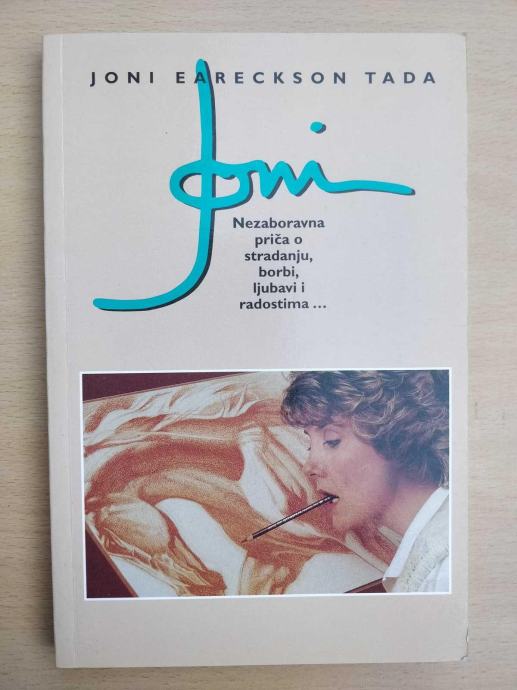 JONI EARECKSON TADA
Joni
Nezaboravna
priča o
stradanju,
borbi,
ljubavi i
radostima ...